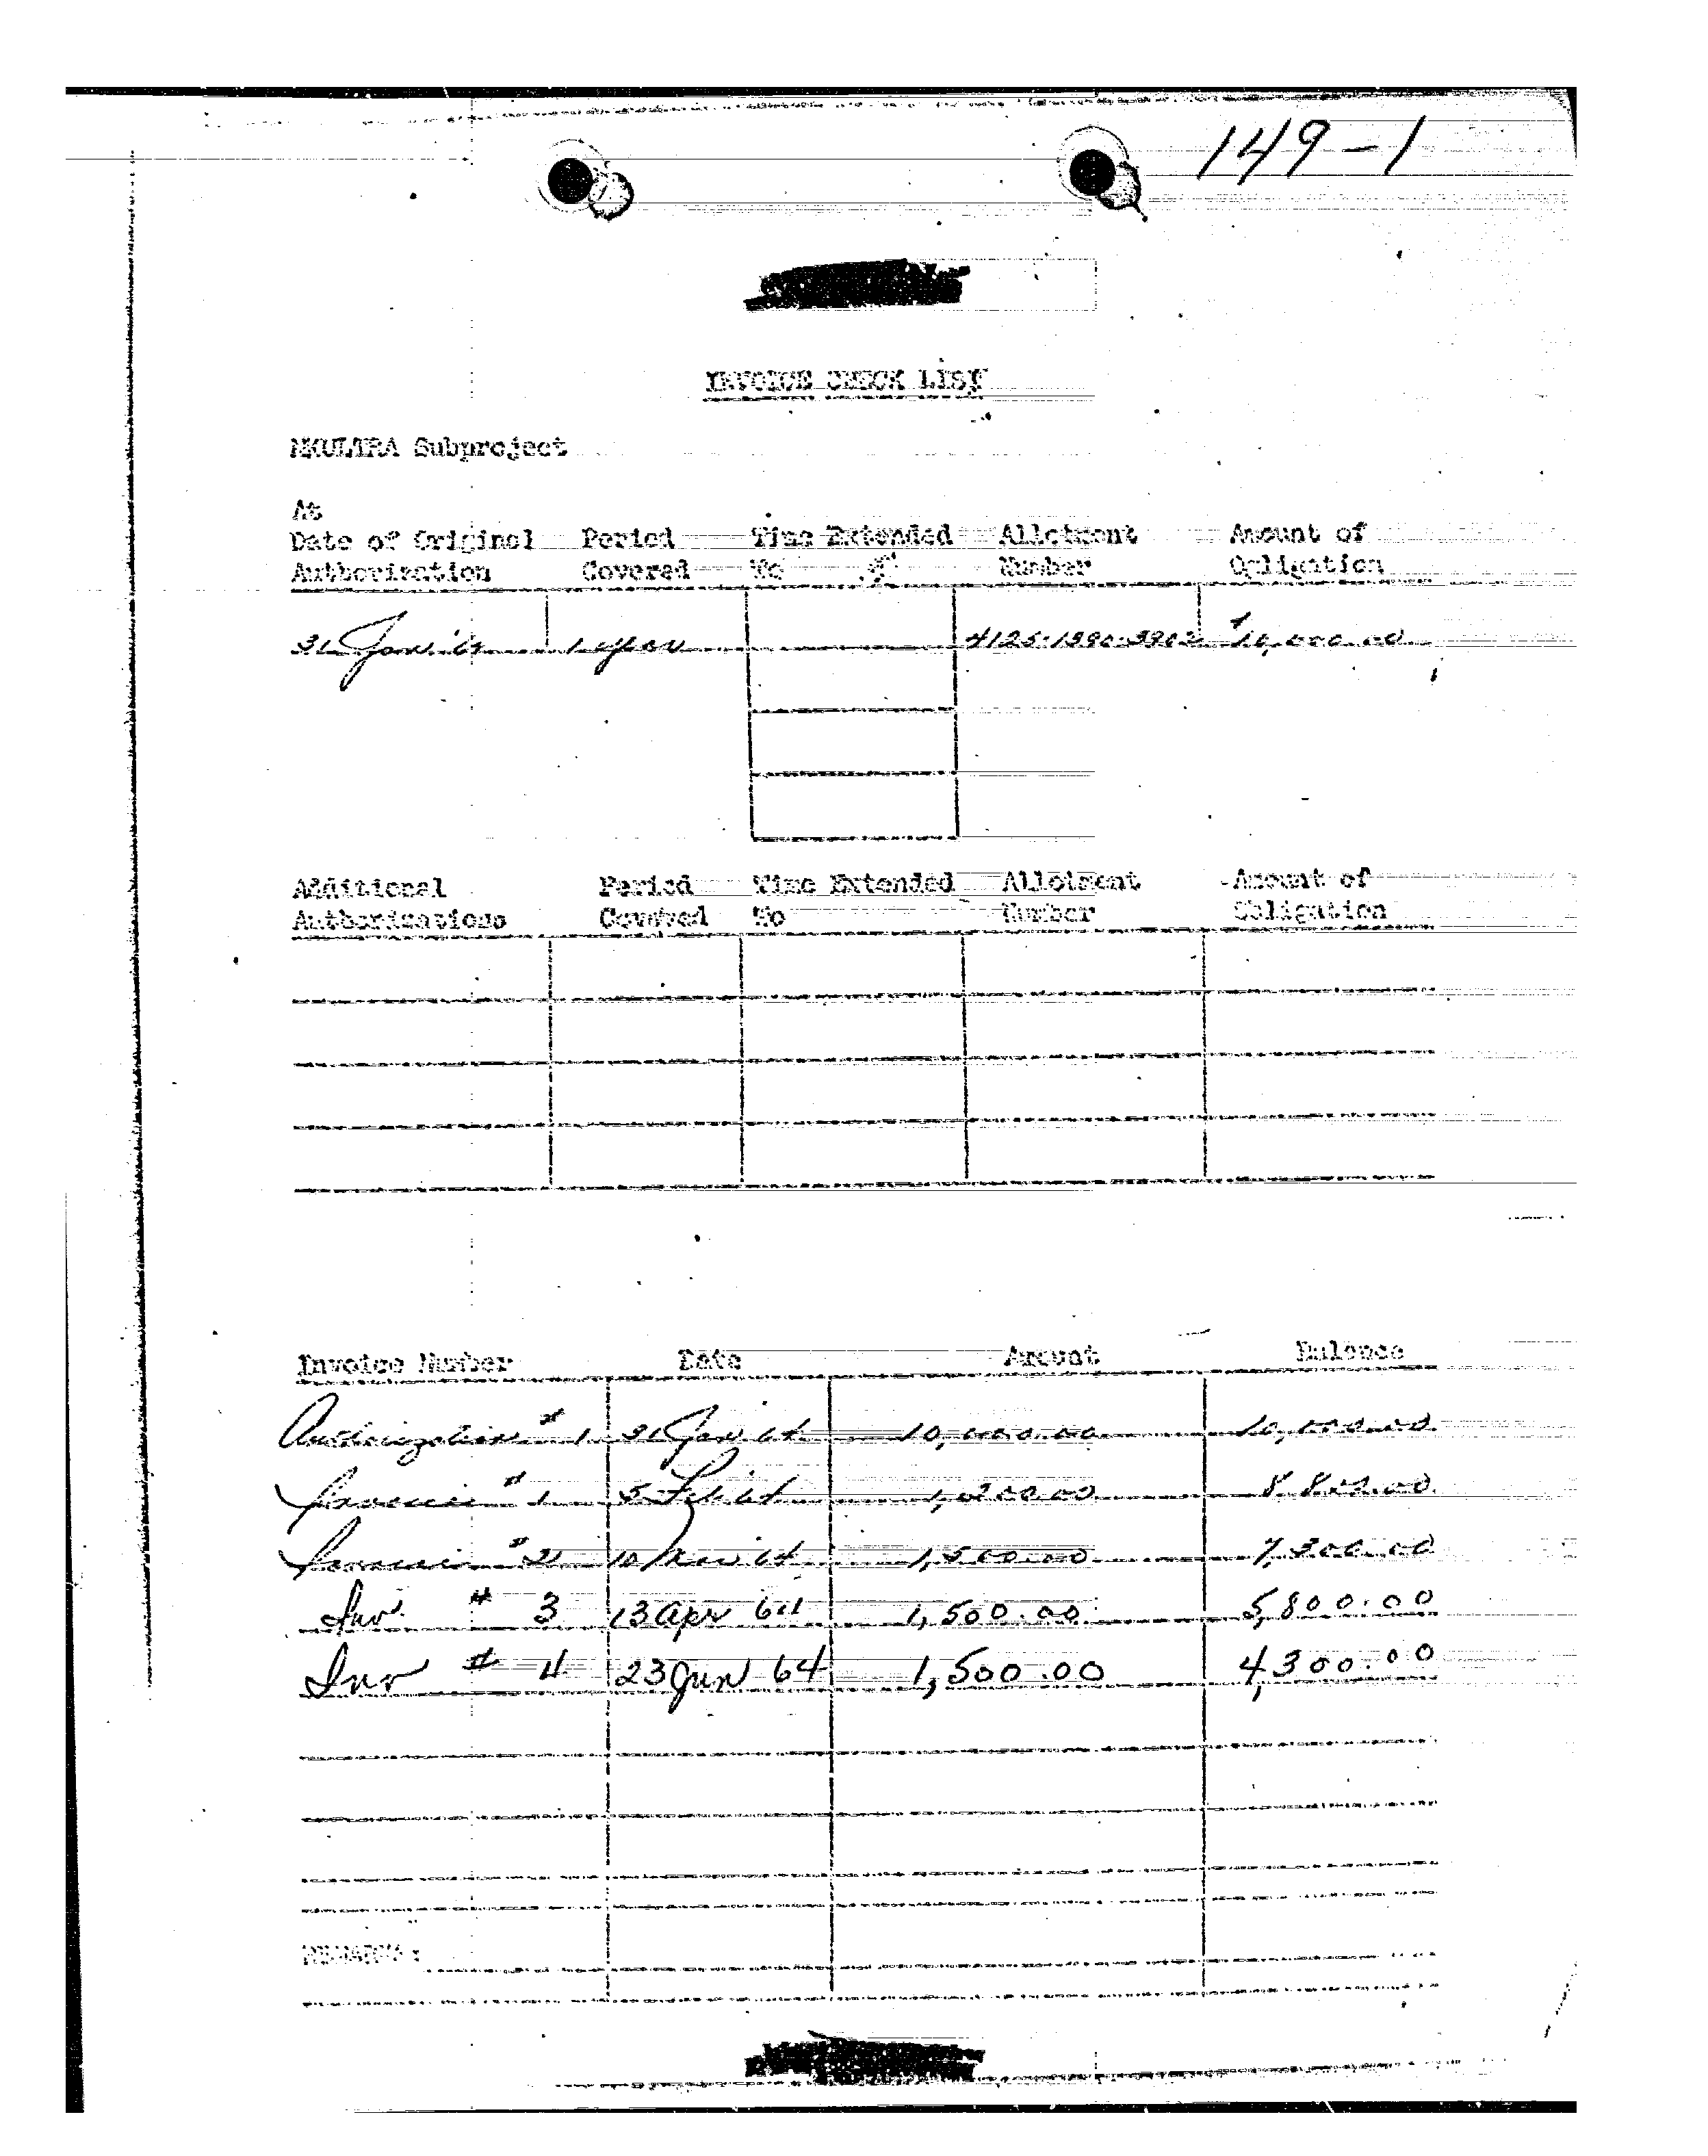 149-1
INVOICE CHECK LIST
MKULTRA Subproject
At
Date of Original Period Time Extended Allotment Amount of
Authorization Covered To Number Obligation
31 Jan 1 year 4125-1390-3902 $10,000.00
Additional Period Time Extended Allotment Amount of
Authorizations Covered To Number Obligation
Invoice Number Date Amount Balance
Authorization # 1 31 Jan 64 10,000.00 10,000.00
Invoice # 1 5 Feb 64 1,200.00 8,800.00
Invoice # 2 10 64 1,500.00 7,300.00
Inv # 3 13 Apr 64 1,500.00 5,800.00
Inv # 4 23 Jun 64 1,500.00 4,300.00
REMARKS: